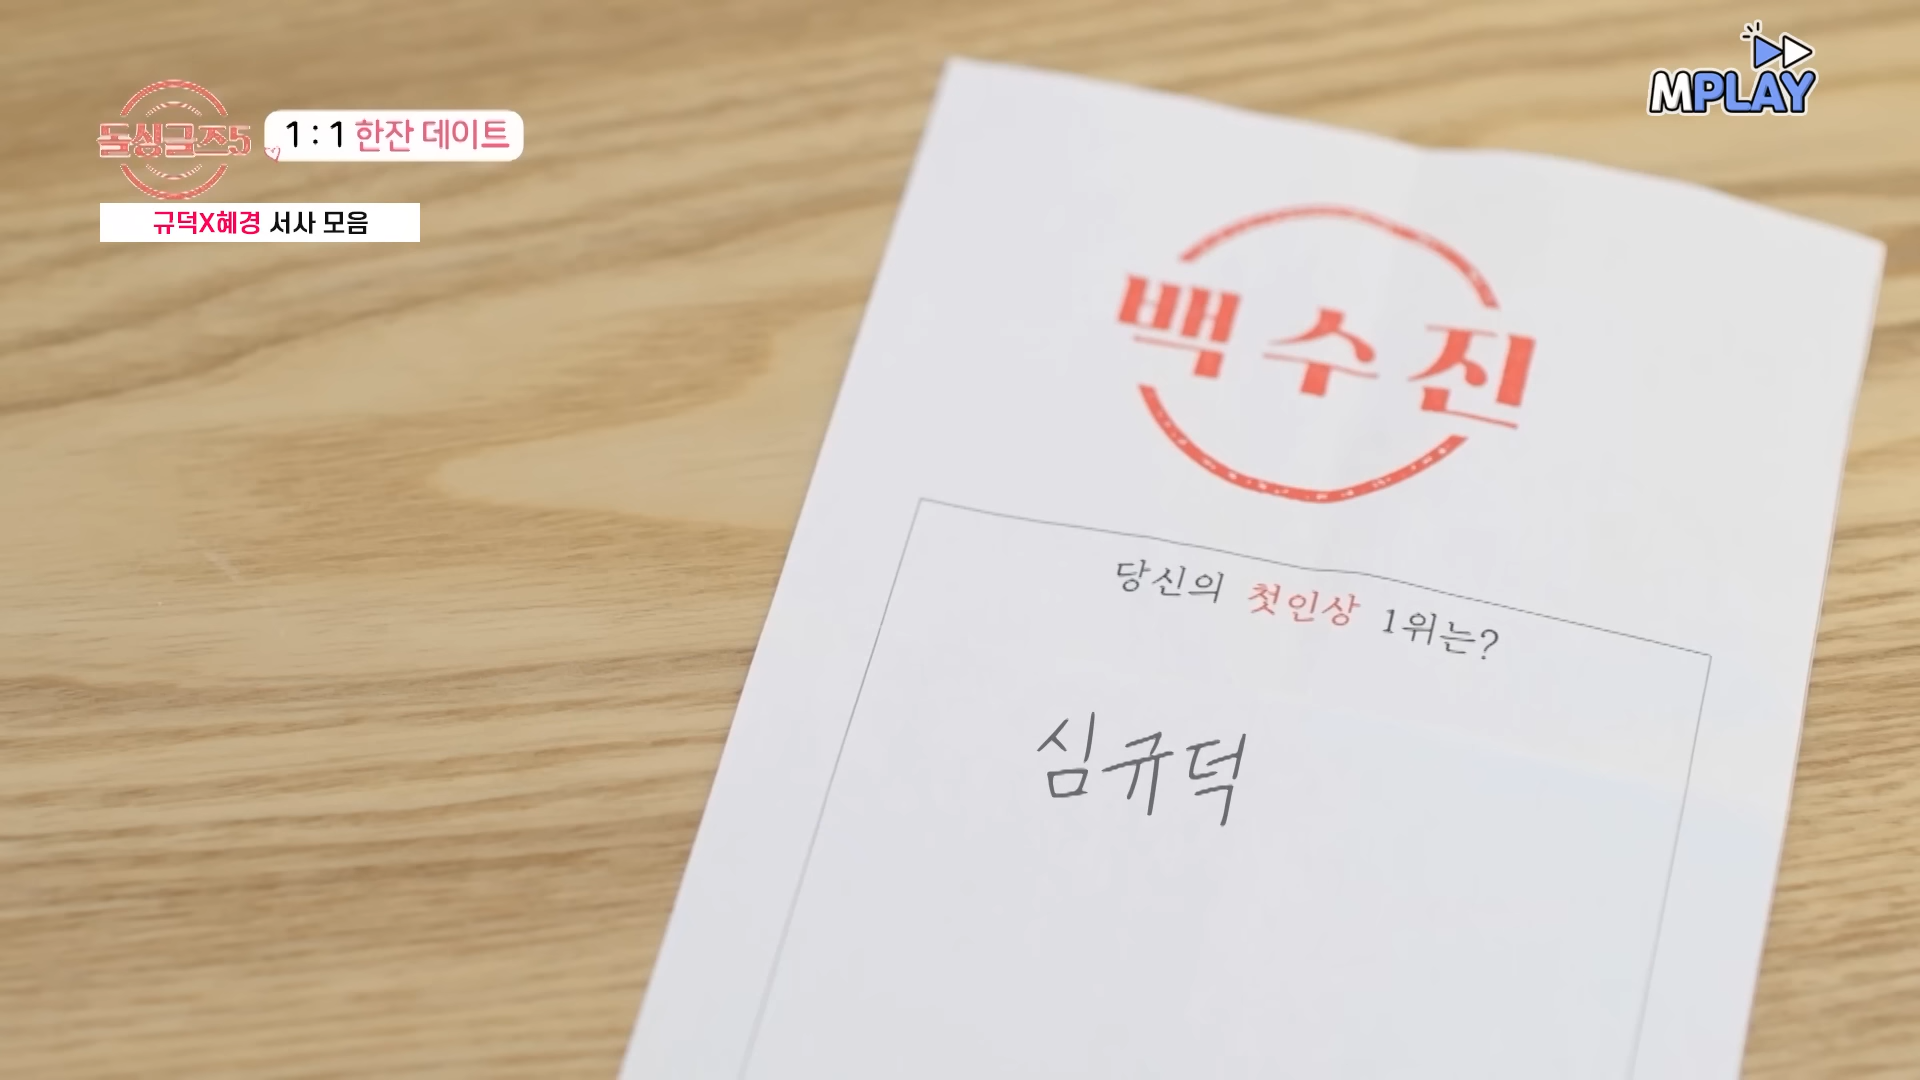 돌싱글즈5
1 : 1 한잔 데이트
규덕X혜경 서사 모음
MPLAY
백수진
당신의 첫인상 1위는?
심규덕